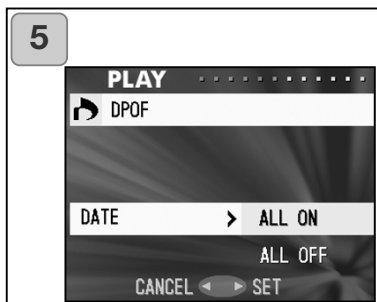 5
PLAY
DPOF
DATE > ALL ON
ALL OFF
CANCEL ◄ ► SET